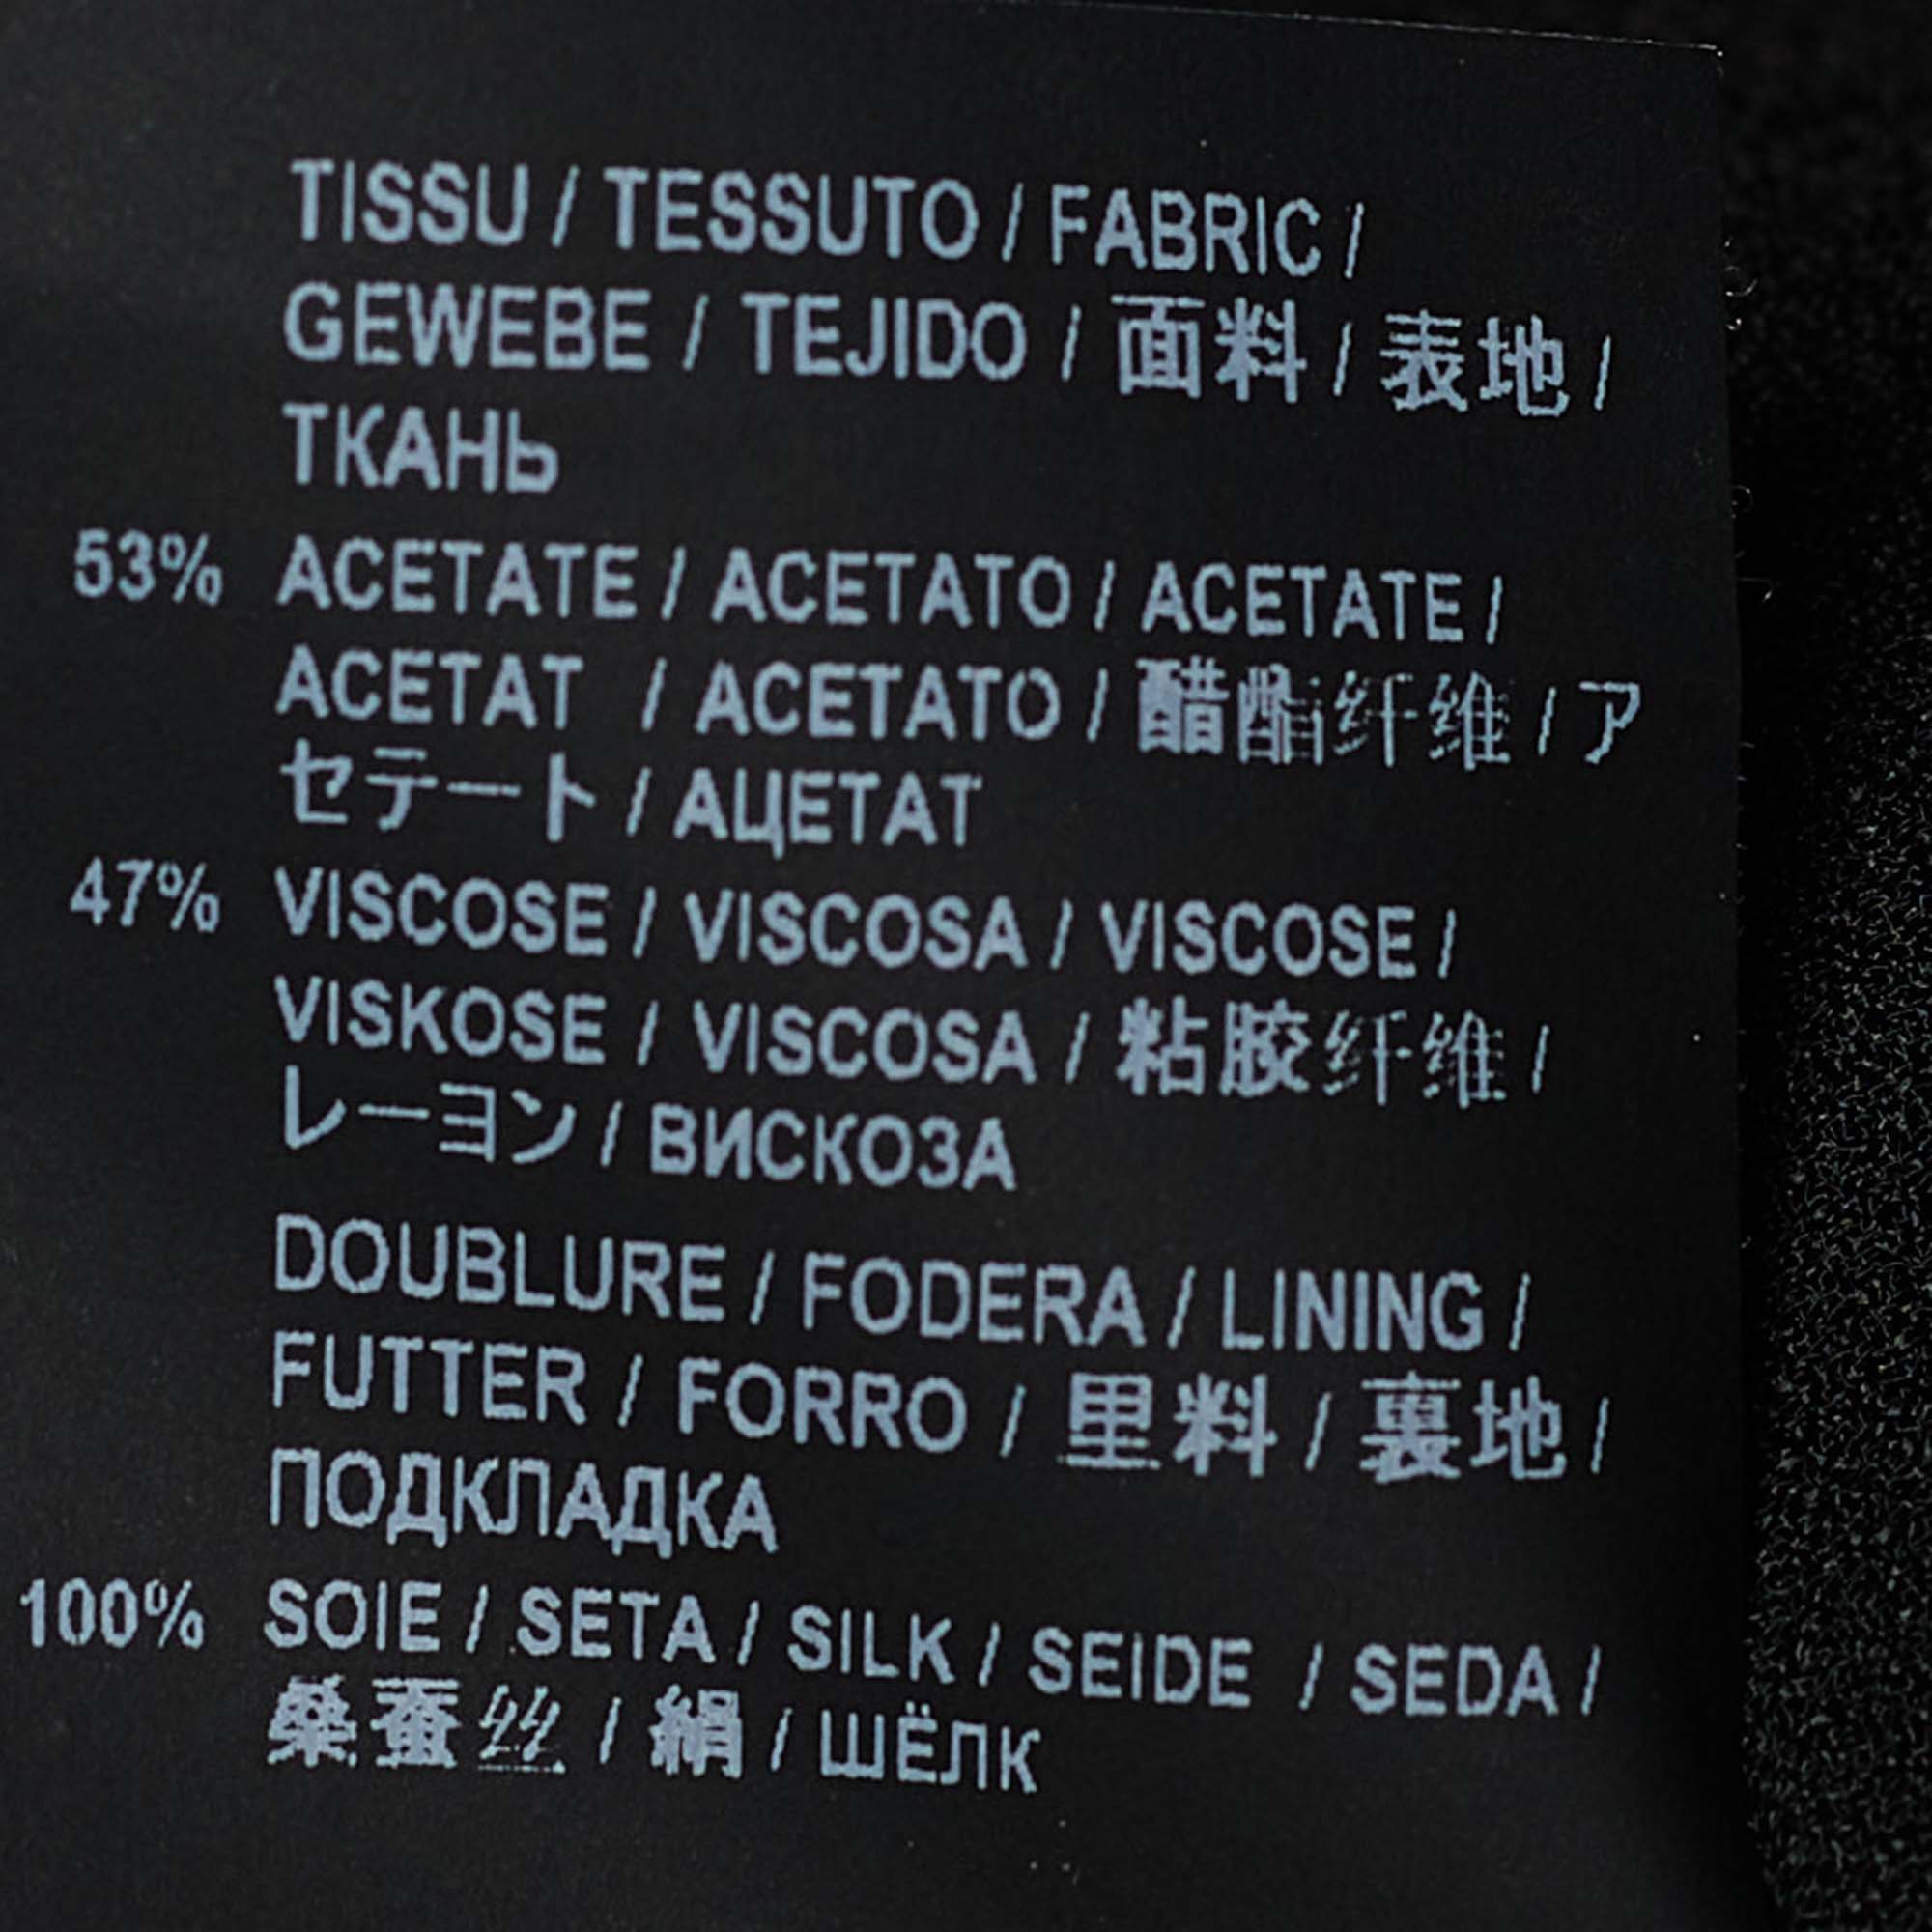 TISSU / TESSUTO / FABRIC /
GEWEBE / TEJIDO / 面料 / 表地 /
ТКАНЬ
53% ACETATE / ACETATO / ACETATE /
ACETAT / ACETATO / 醋酯纤维 / ア
セテート / АЦЕТАТ
47% VISCOSE / VISCOSA / VISCOSE /
VISKOSE / VISCOSA / 粘胶纤维 /
レーヨン / ВИСКОЗА
DOUBLURE / FODERA / LINING /
FUTTER / FORRO / 里料 / 裏地 /
ПОДКЛАДКА
100% SOIE / SETA / SILK / SEIDE / SEDA /
桑蚕丝 / 絹 / ШЁЛК